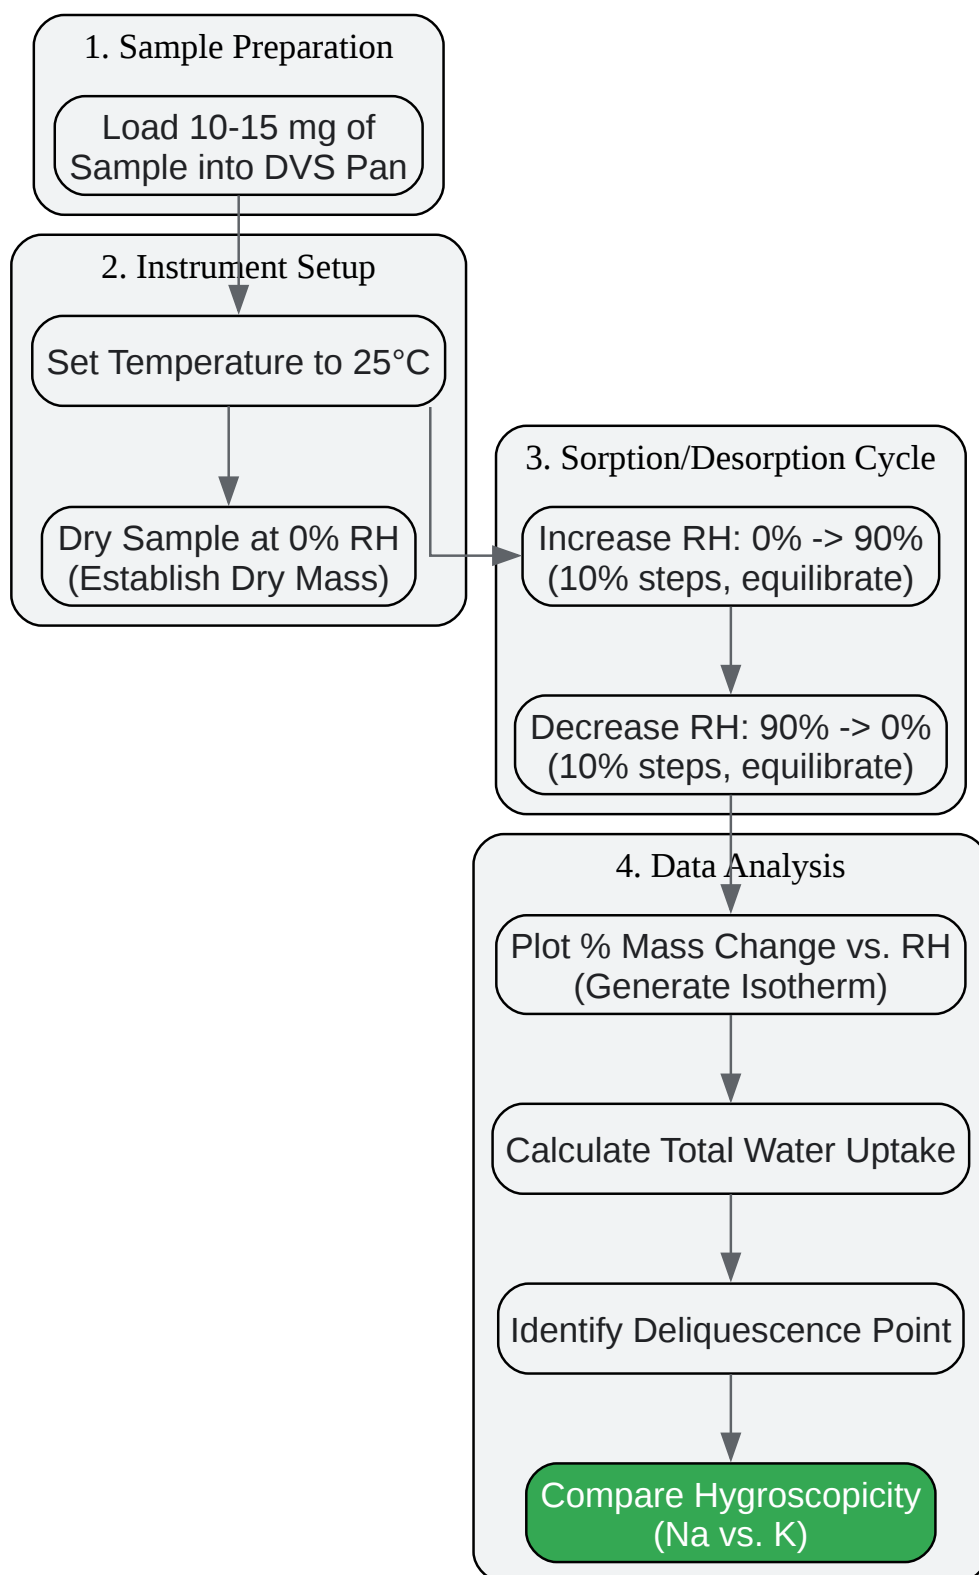 1. Sample Preparation
Load 10-15 mg of
Sample into DVS Pan
2. Instrument Setup
Set Temperature to 25°C
Dry Sample at 0% RH
(Establish Dry Mass)
3. Sorption/Desorption Cycle
Increase RH: 0% -> 90%
(10% steps, equilibrate)
Decrease RH: 90% -> 0%
(10% steps, equilibrate)
4. Data Analysis
Plot % Mass Change vs. RH
(Generate Isotherm)
Calculate Total Water Uptake
Identify Deliquescence Point
Compare Hygroscopicity
(Na vs. K)